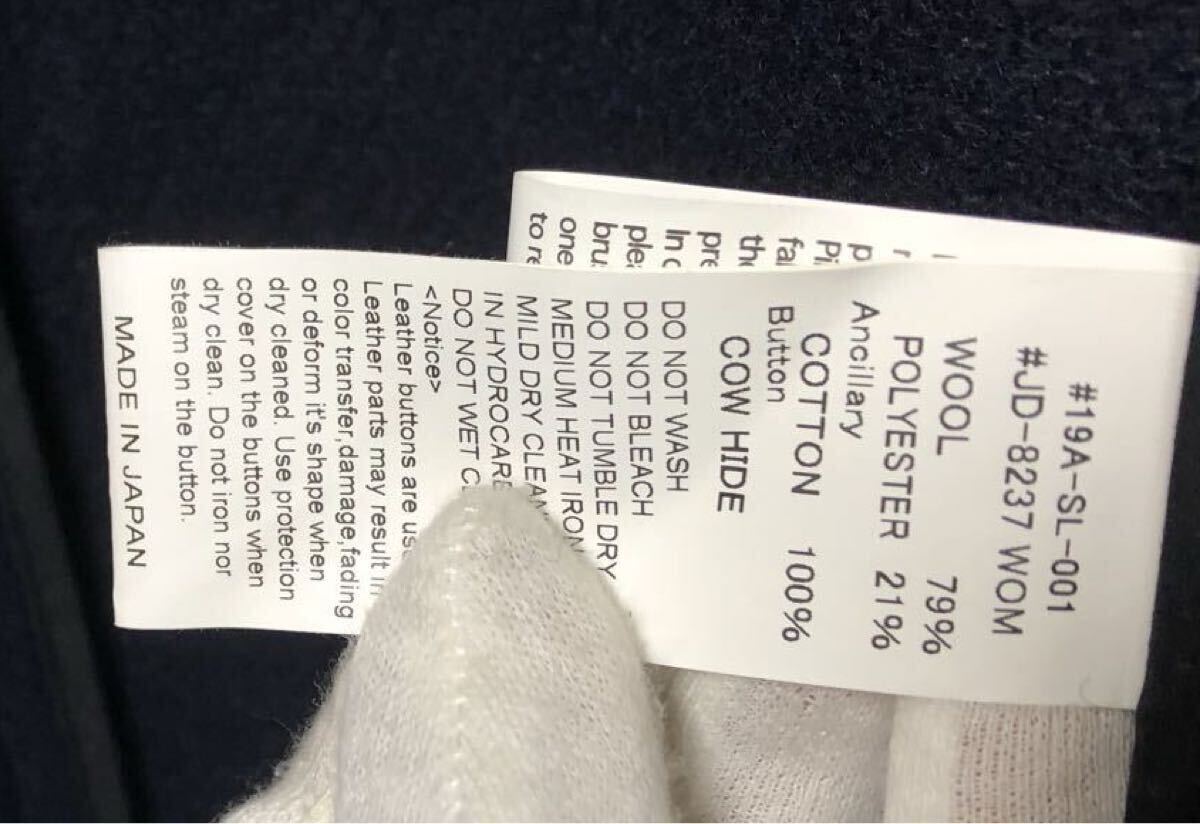 #19A-SL-001
#JD-8237 WOM
WOOL 79%
POLYESTER 21%
Ancillary
COTTON 100%
Button
COW HIDE
DO NOT WASH
DO NOT BLEACH
DO NOT TUMBLE DRY
MEDIUM HEAT IRON
MILD DRY CLEAN
IN HYDROCARB
DO NOT WET C
<Notice>
Leather buttons are us
Leather parts may result in
color transfer,damage,fading
or deform it's shape when
dry cleaned. Use protection
cover on the buttons when
dry clean. Do not iron nor
steam on the button.
MADE IN JAPAN
one
to re